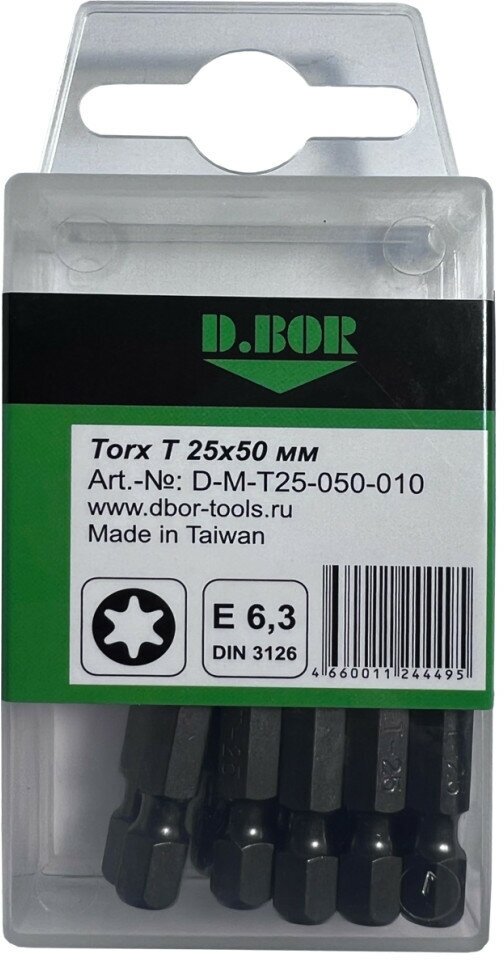 D.BOR
Torx T 25x50 мм
Art.-№: D-M-T25-050-010
www.dbor-tools.ru
Made in Taiwan
E 6,3
DIN 3126
4 660011 244495
T-25